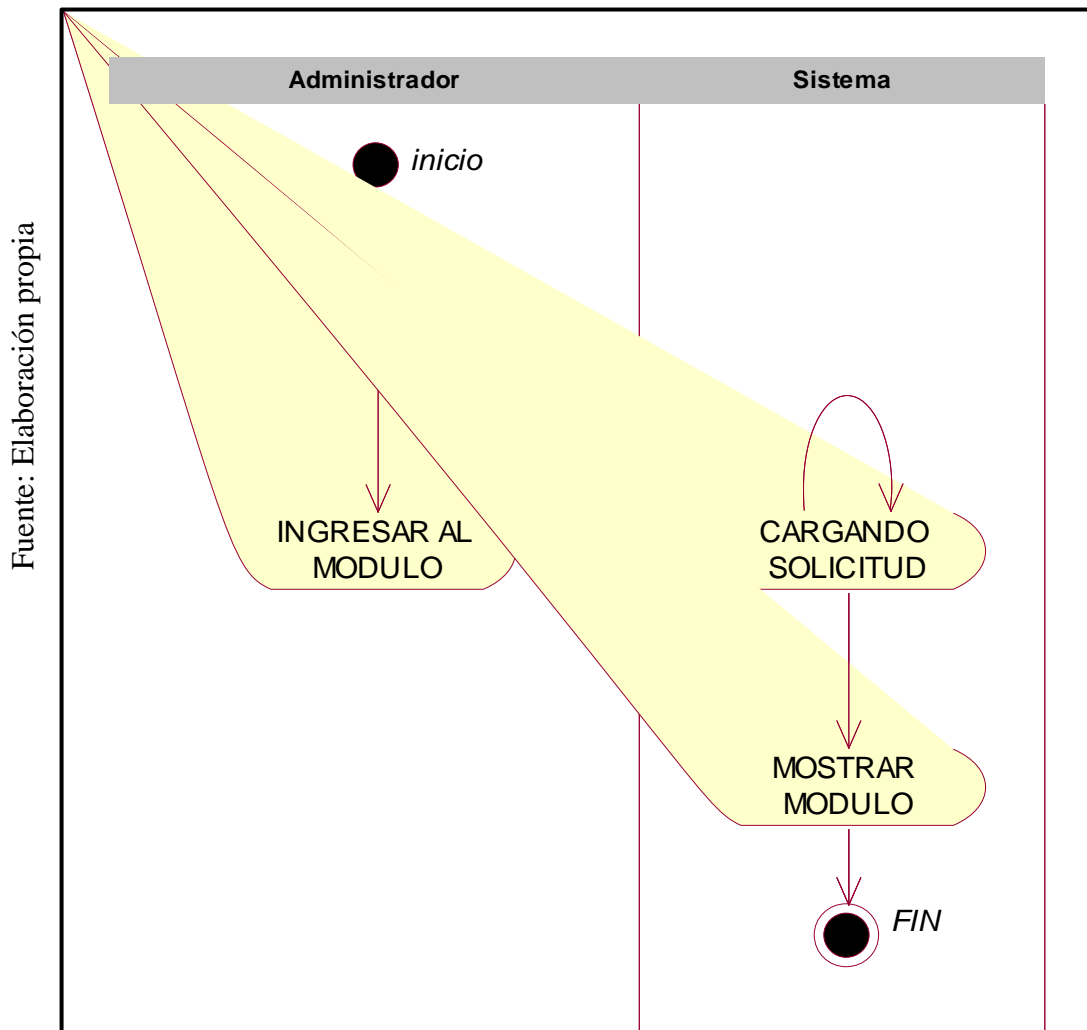 Fuente: Elaboración propia
Administrador
Sistema
inicio
INGRESAR AL
MODULO
CARGANDO
SOLICITUD
MOSTRAR
MODULO
FIN